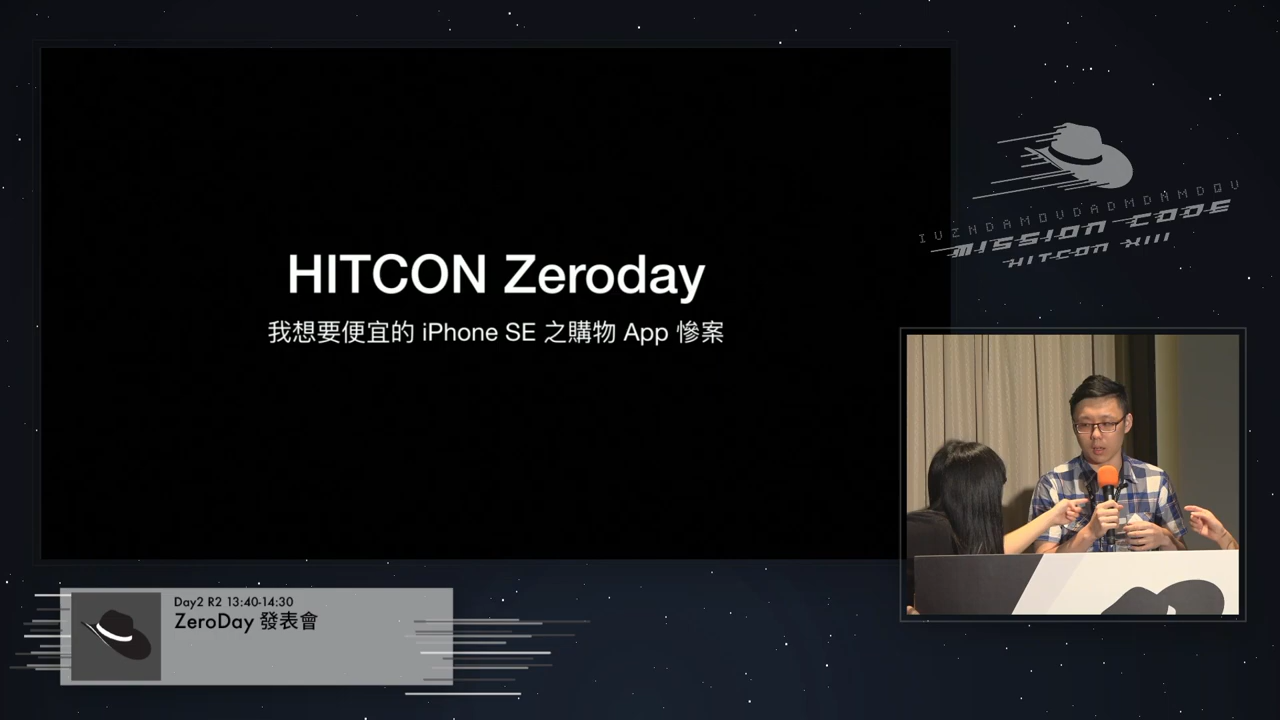 HITCON Zeroday
我想要便宜的 iPhone SE 之購物 App 慘案
IVZNDAMOVDADMDNMDQV
MISSION CODE
HITCON XIII
Day2 R2 13:40-14:30
ZeroDay 發表會